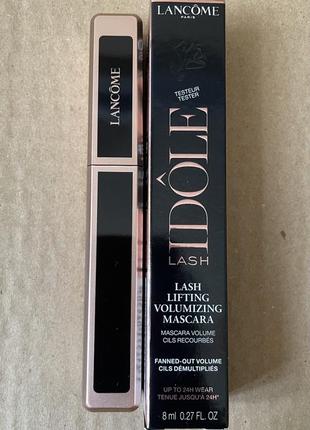 LANCÔME
LANCÔME
PARIS
TESTEUR
TESTER
IDÔLE
LASH
LASH
LIFTING
VOLUMIZING
MASCARA
MASCARA VOLUME
CILS RECOURBÉS
FANNED-OUT VOLUME
CILS DÉMULTIPLIÉS
UP TO 24H WEAR
TENUE JUSQU'À 24H*
8 ml 0.27 FL. OZ